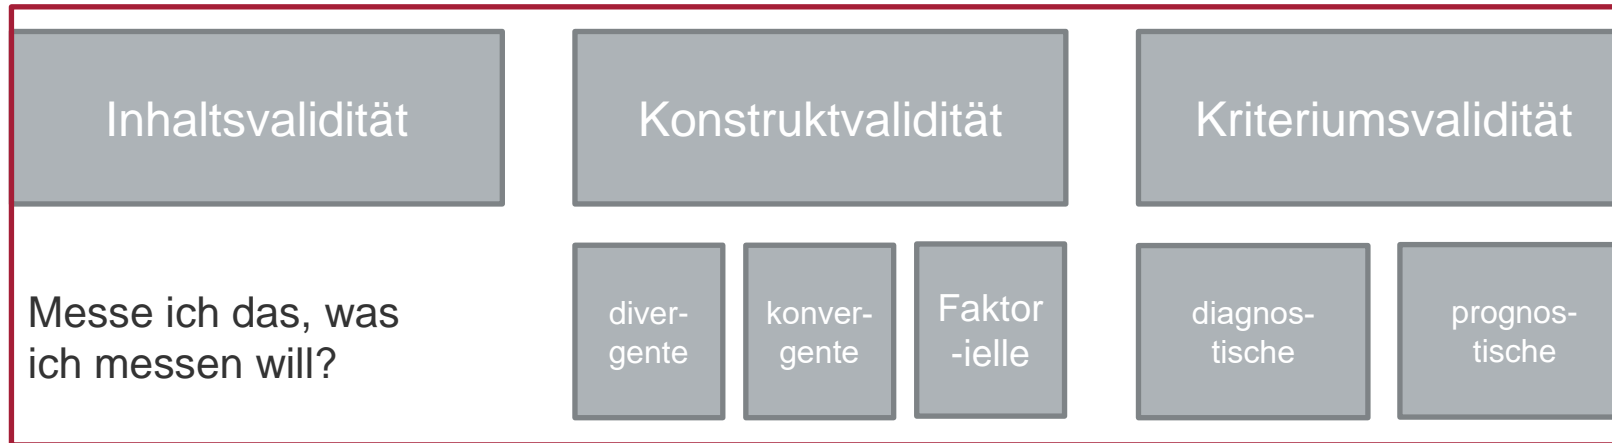 Inhaltsvalidität
Konstruktvalidität
Kriteriumsvalidität
Messe ich das, was
ich messen will?
diver-
gente
konver-
gente
Faktor
-ielle
diagnos-
tische
prognos-
tische